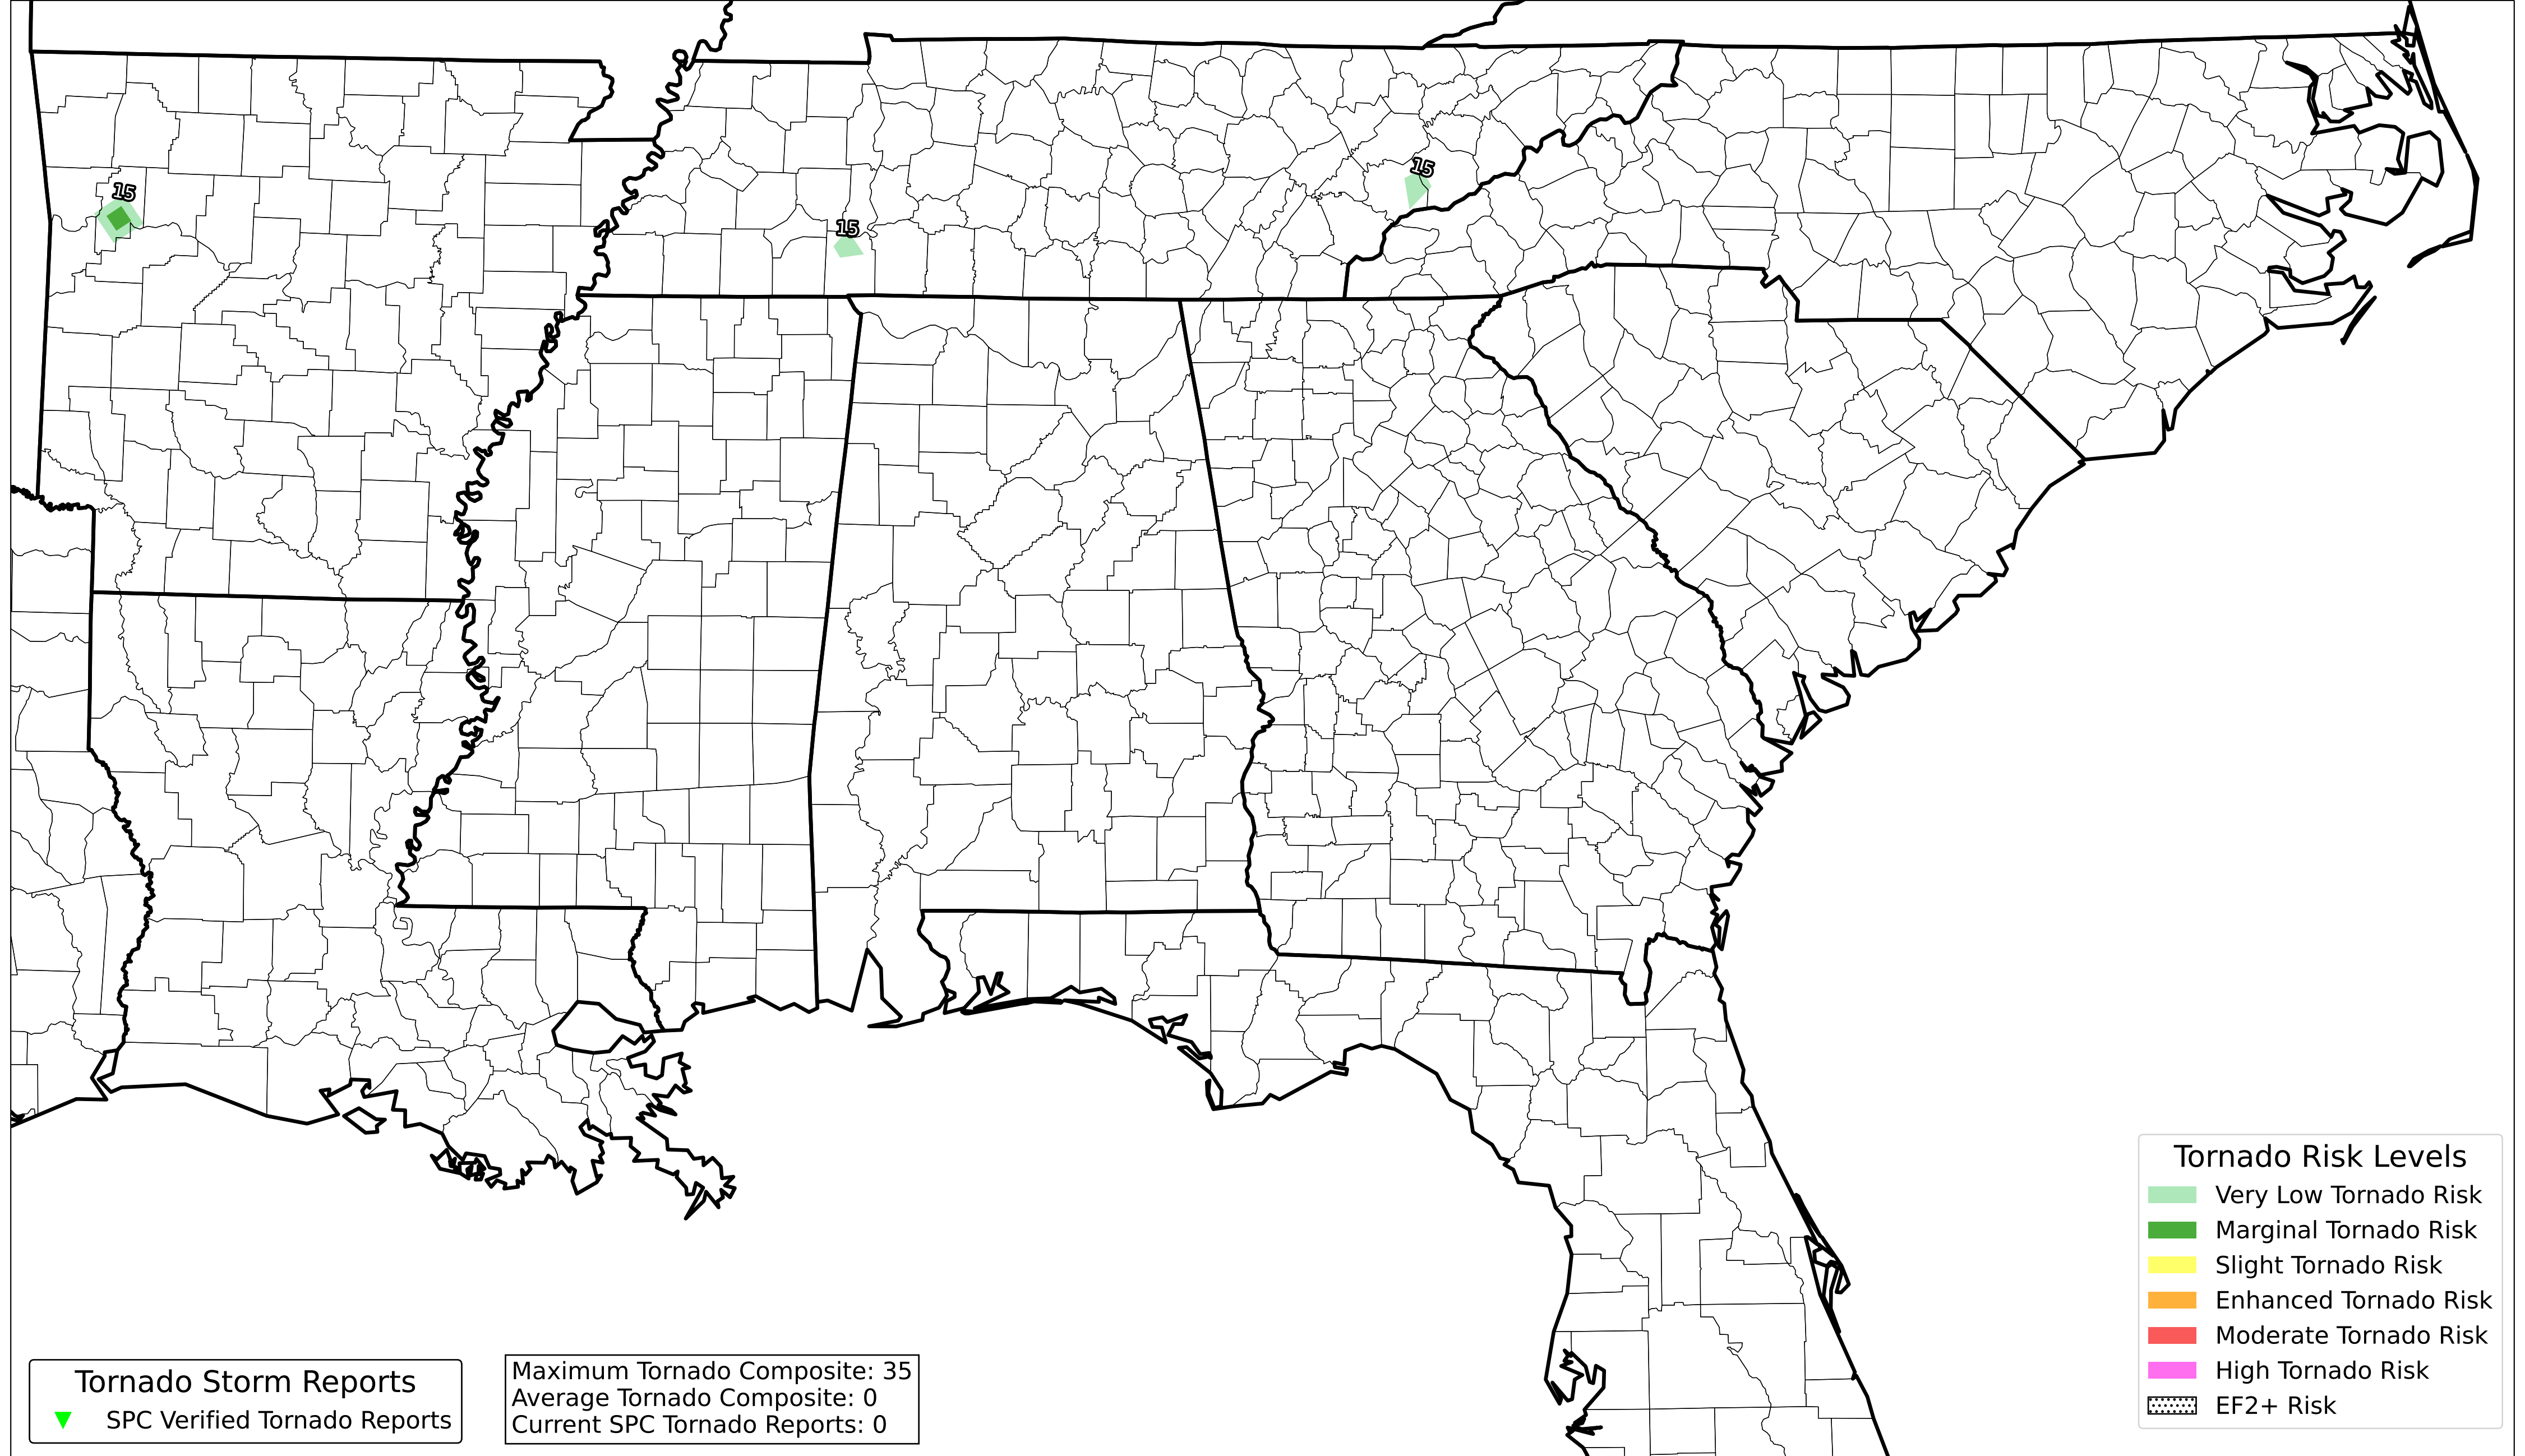 15
15
15
Tornado Risk Levels
Very Low Tornado Risk
Marginal Tornado Risk
Slight Tornado Risk
Enhanced Tornado Risk
Moderate Tornado Risk
High Tornado Risk
EF2+ Risk
Tornado Storm Reports
SPC Verified Tornado Reports
Maximum Tornado Composite: 35
Average Tornado Composite: 0
Current SPC Tornado Reports: 0